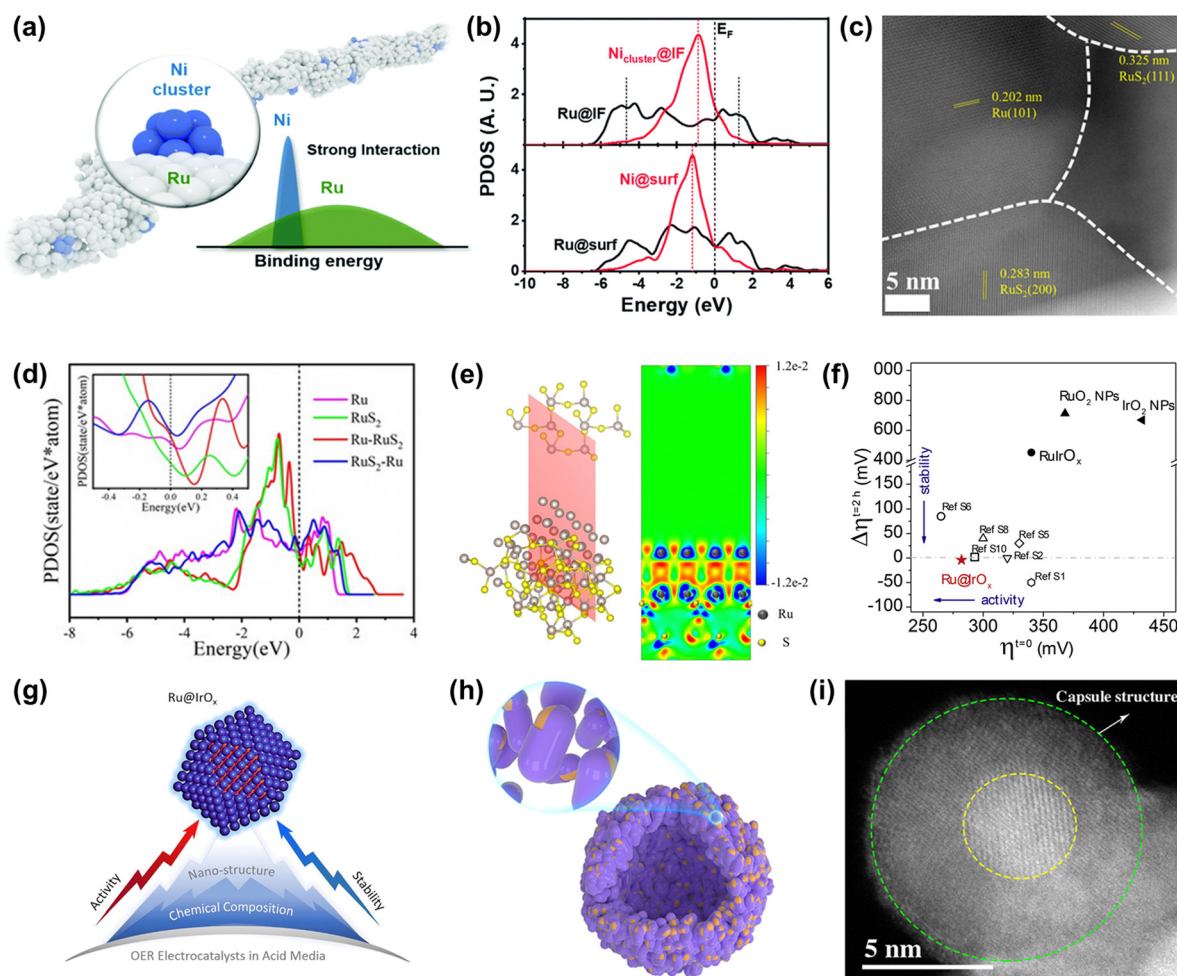 (a)
Ni
cluster
Ru
Ni
Strong Interaction
Ru
Binding energy
(b)
PDOS (A. U.)
4
2
0
4
2
0
E_F
Ni_cluster@IF
Ru@IF
Ni@surf
Ru@surf
-10 -8 -6 -4 -2 0 2 4 6
Energy (eV)
(c)
0.325 nm
RuS₂(111)
0.202 nm
Ru(101)
0.283 nm
RuS₂(200)
5 nm
(d)
PDOS(state/eV*atom)
PDOS(state/eV*atom)
-0.4 -0.2 0.0 0.2 0.4
Energy(eV)
Ru
RuS₂
Ru-RuS₂
RuS₂-Ru
-8 -6 -4 -2 0 2 4
Energy(eV)
(e)
1.2e-2
-1.2e-2
Ru
S
(f)
Δη^t=2 h (mV)
000
800
600
400
100
50
0
-50
-100
stability
RuO₂ NPs
IrO₂ NPs
RuIrOₓ
Ref S6
Ref S8
Ref S5
Ref S10
Ref S2
Ru@IrOₓ
Ref S1
activity
250 300 350 400 450
η^t=0 (mV)
(g)
Ru@IrOₓ
Activity
Stability
Nano-structure
Chemical Composition
OER Electrocatalysts in Acid Media
(h)
(i)
Capsule structure
5 nm